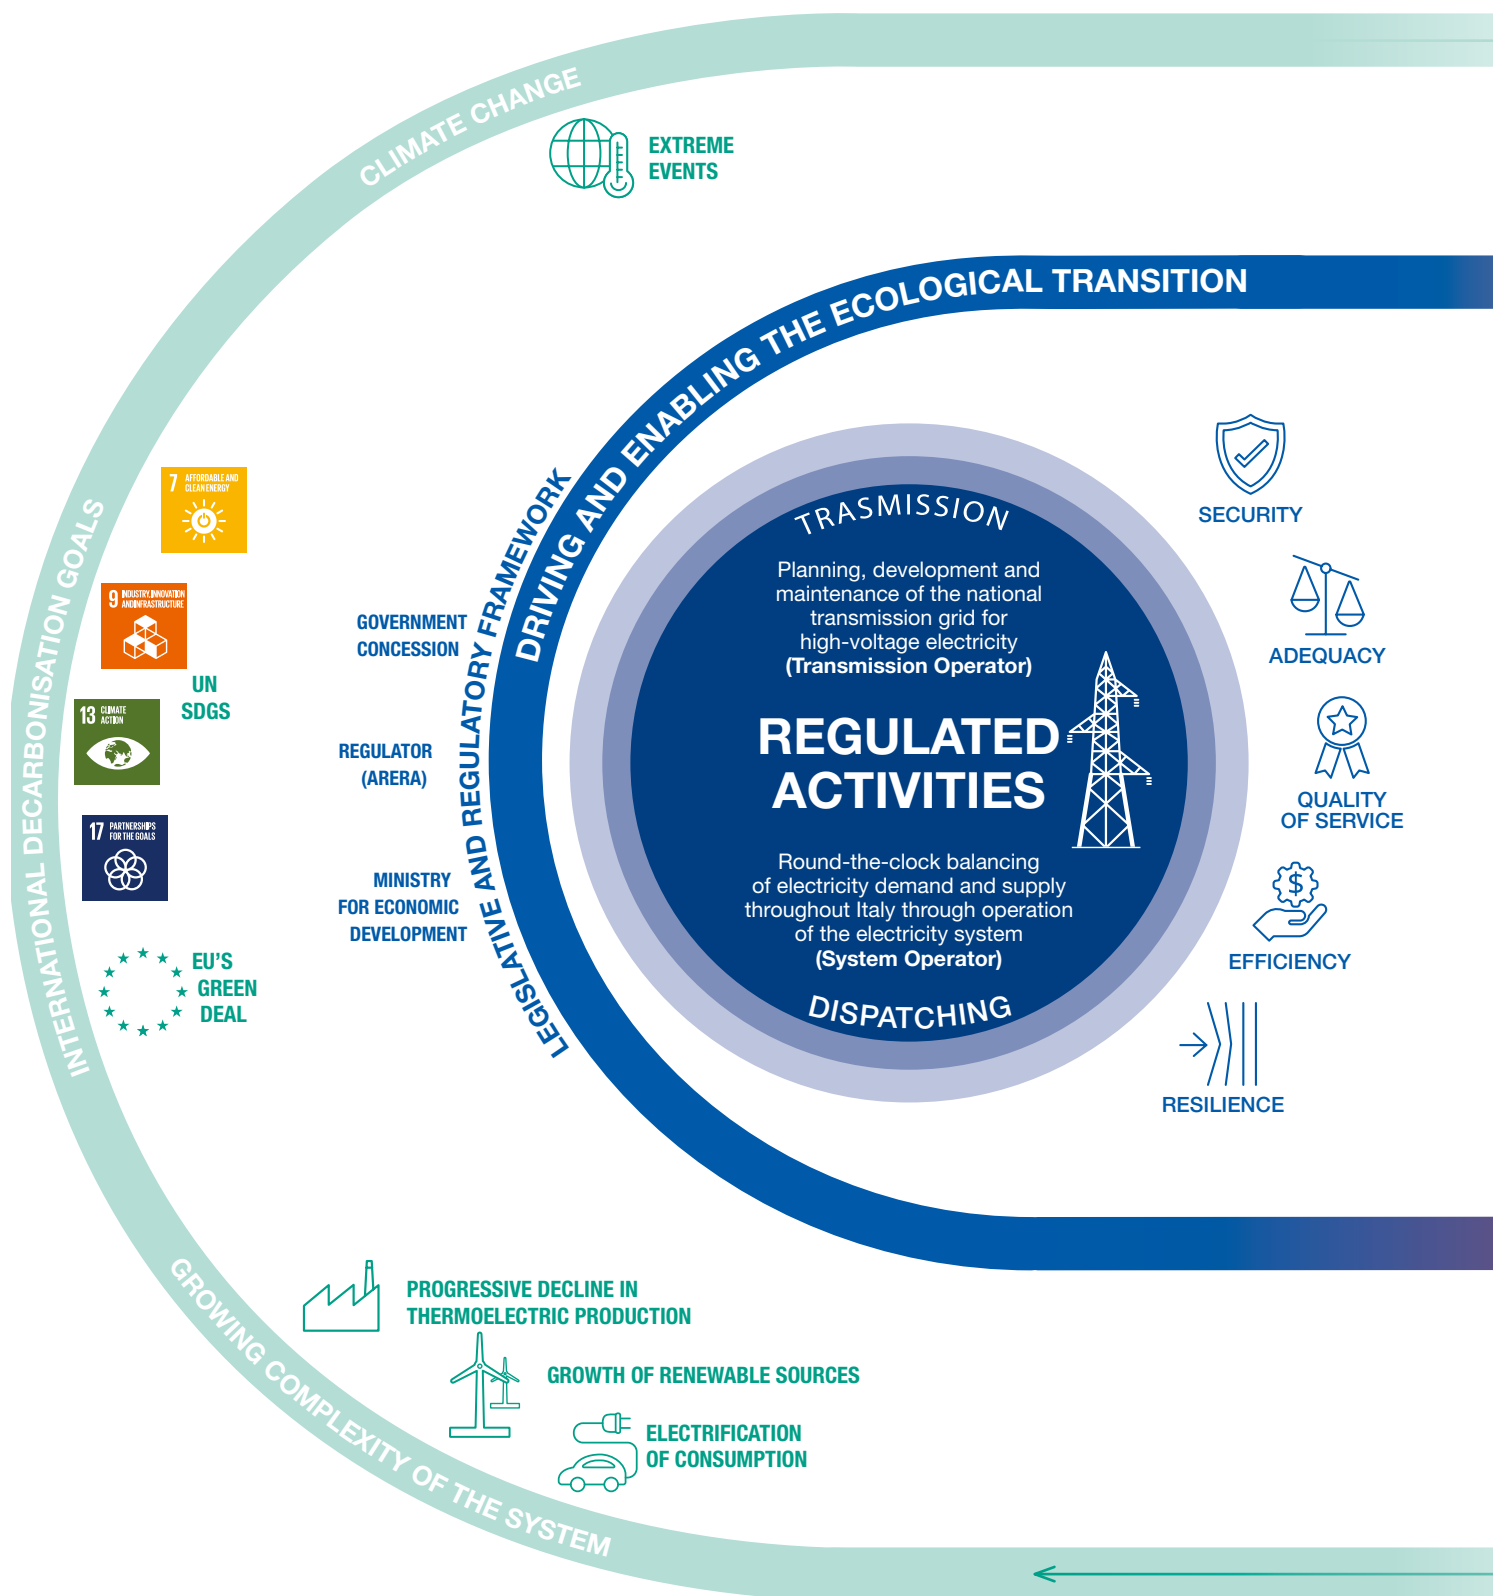 CLIMATE CHANGE
EXTREME
EVENTS
DRIVING AND ENABLING THE ECOLOGICAL TRANSITION
INTERNATIONAL DECARBONISATION GOALS
7 AFFORDABLE AND
CLEAN ENERGY
9 INDUSTRY, INNOVATION
AND INFRASTRUCTURE
UN
SDGS
13 CLIMATE
ACTION
17 PARTNERSHIPS
FOR THE GOALS
EU'S
GREEN
DEAL
LEGISLATIVE AND REGULATORY FRAMEWORK
GOVERNMENT
CONCESSION
REGULATOR
(ARERA)
MINISTRY
FOR ECONOMIC
DEVELOPMENT
TRASMISSION
Planning, development and
maintenance of the national
transmission grid for
high-voltage electricity
(Transmission Operator)
REGULATED
ACTIVITIES
Round-the-clock balancing
of electricity demand and supply
throughout Italy through operation
of the electricity system
(System Operator)
DISPATCHING
SECURITY
ADEQUACY
QUALITY
OF SERVICE
$
EFFICIENCY
RESILIENCE
GROWING COMPLEXITY OF THE SYSTEM
PROGRESSIVE DECLINE IN
THERMOELECTRIC PRODUCTION
GROWTH OF RENEWABLE SOURCES
ELECTRIFICATION
OF CONSUMPTION